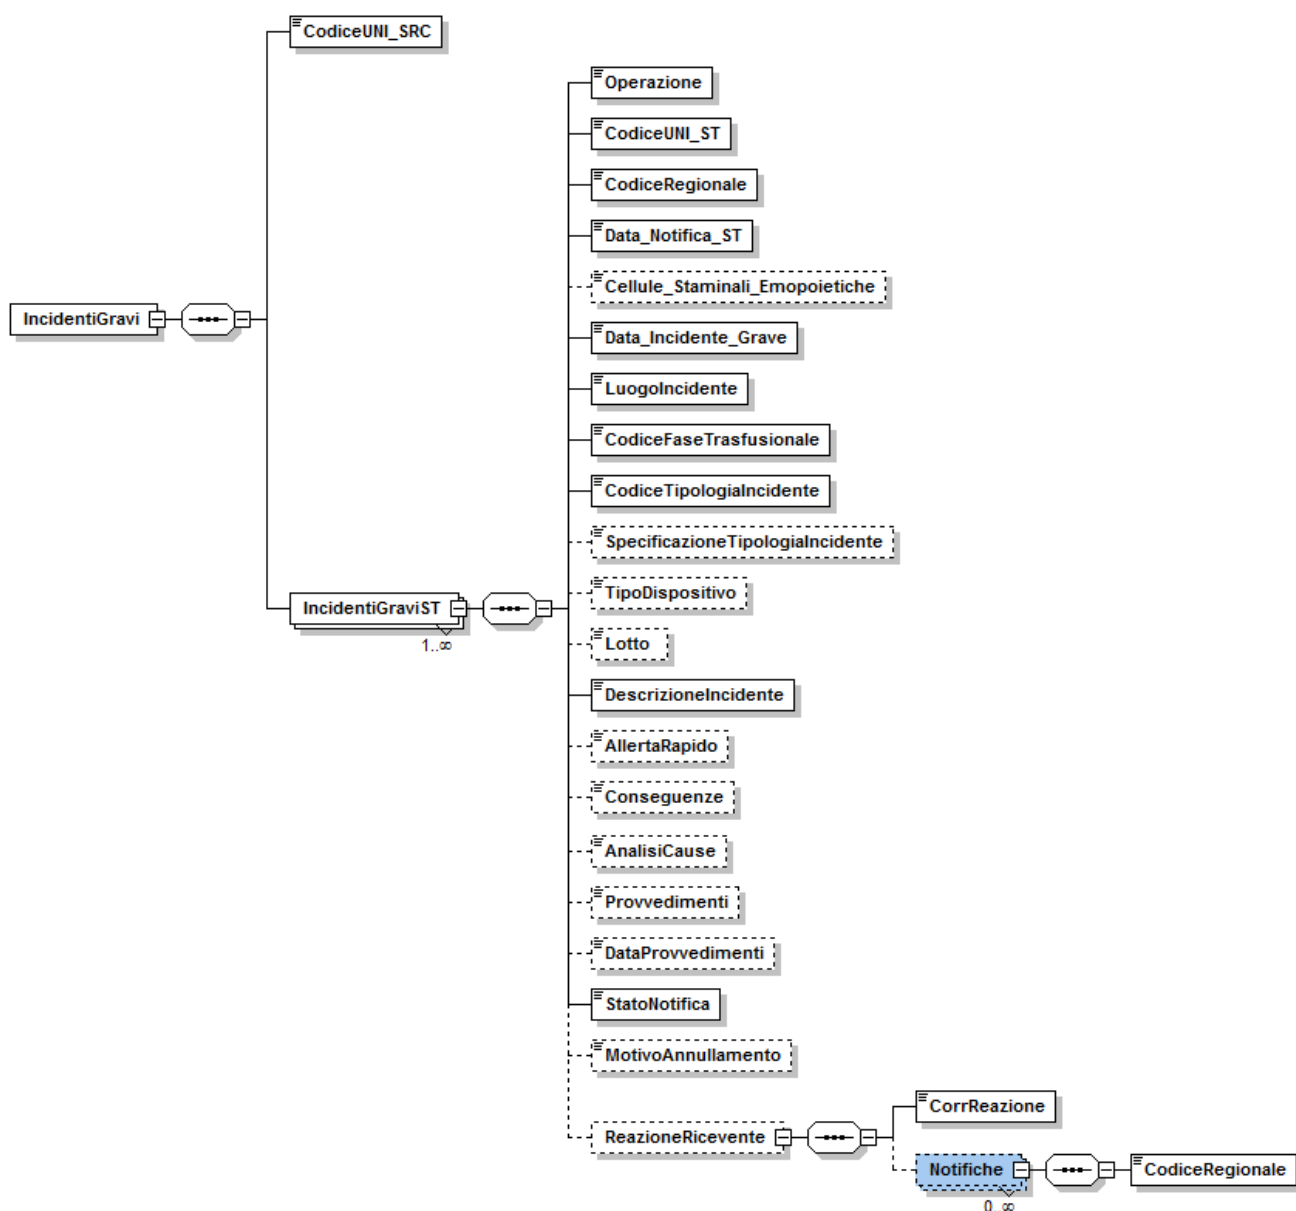 CodiceUNI_SRC
Operazione
CodiceUNI_ST
CodiceRegionale
Data_Notifica_ST
Cellule_Staminali_Emopoietiche
IncidentiGravi
Data_Incidente_Grave
LuogoIncidente
CodiceFaseTrasfusionale
CodiceTipologiaIncidente
SpecificazioneTipologiaIncidente
TipoDispositivo
IncidentiGraviST
1..∞
Lotto
DescrizioneIncidente
AllertaRapido
Conseguenze
AnalisiCause
Provvedimenti
DataProvvedimenti
StatoNotifica
MotivoAnnullamento
CorrReazione
ReazioneRicevente
Notifiche
CodiceRegionale
0..∞